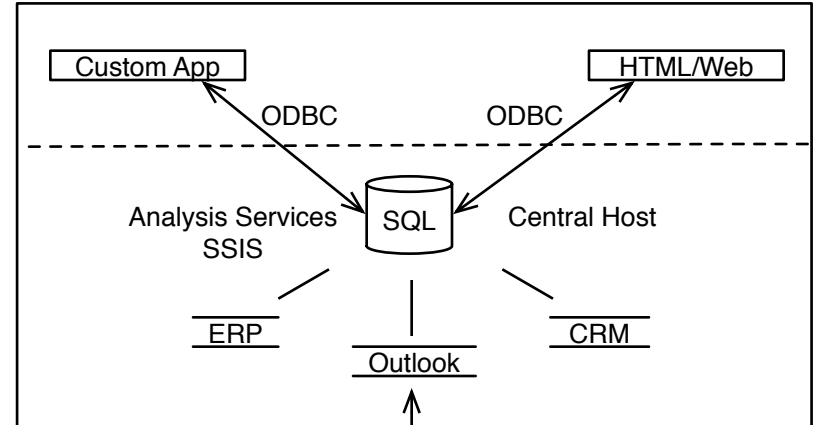 Custom App
HTML/Web
ODBC
ODBC
Analysis Services
SSIS
SQL
Central Host
ERP
CRM
Outlook